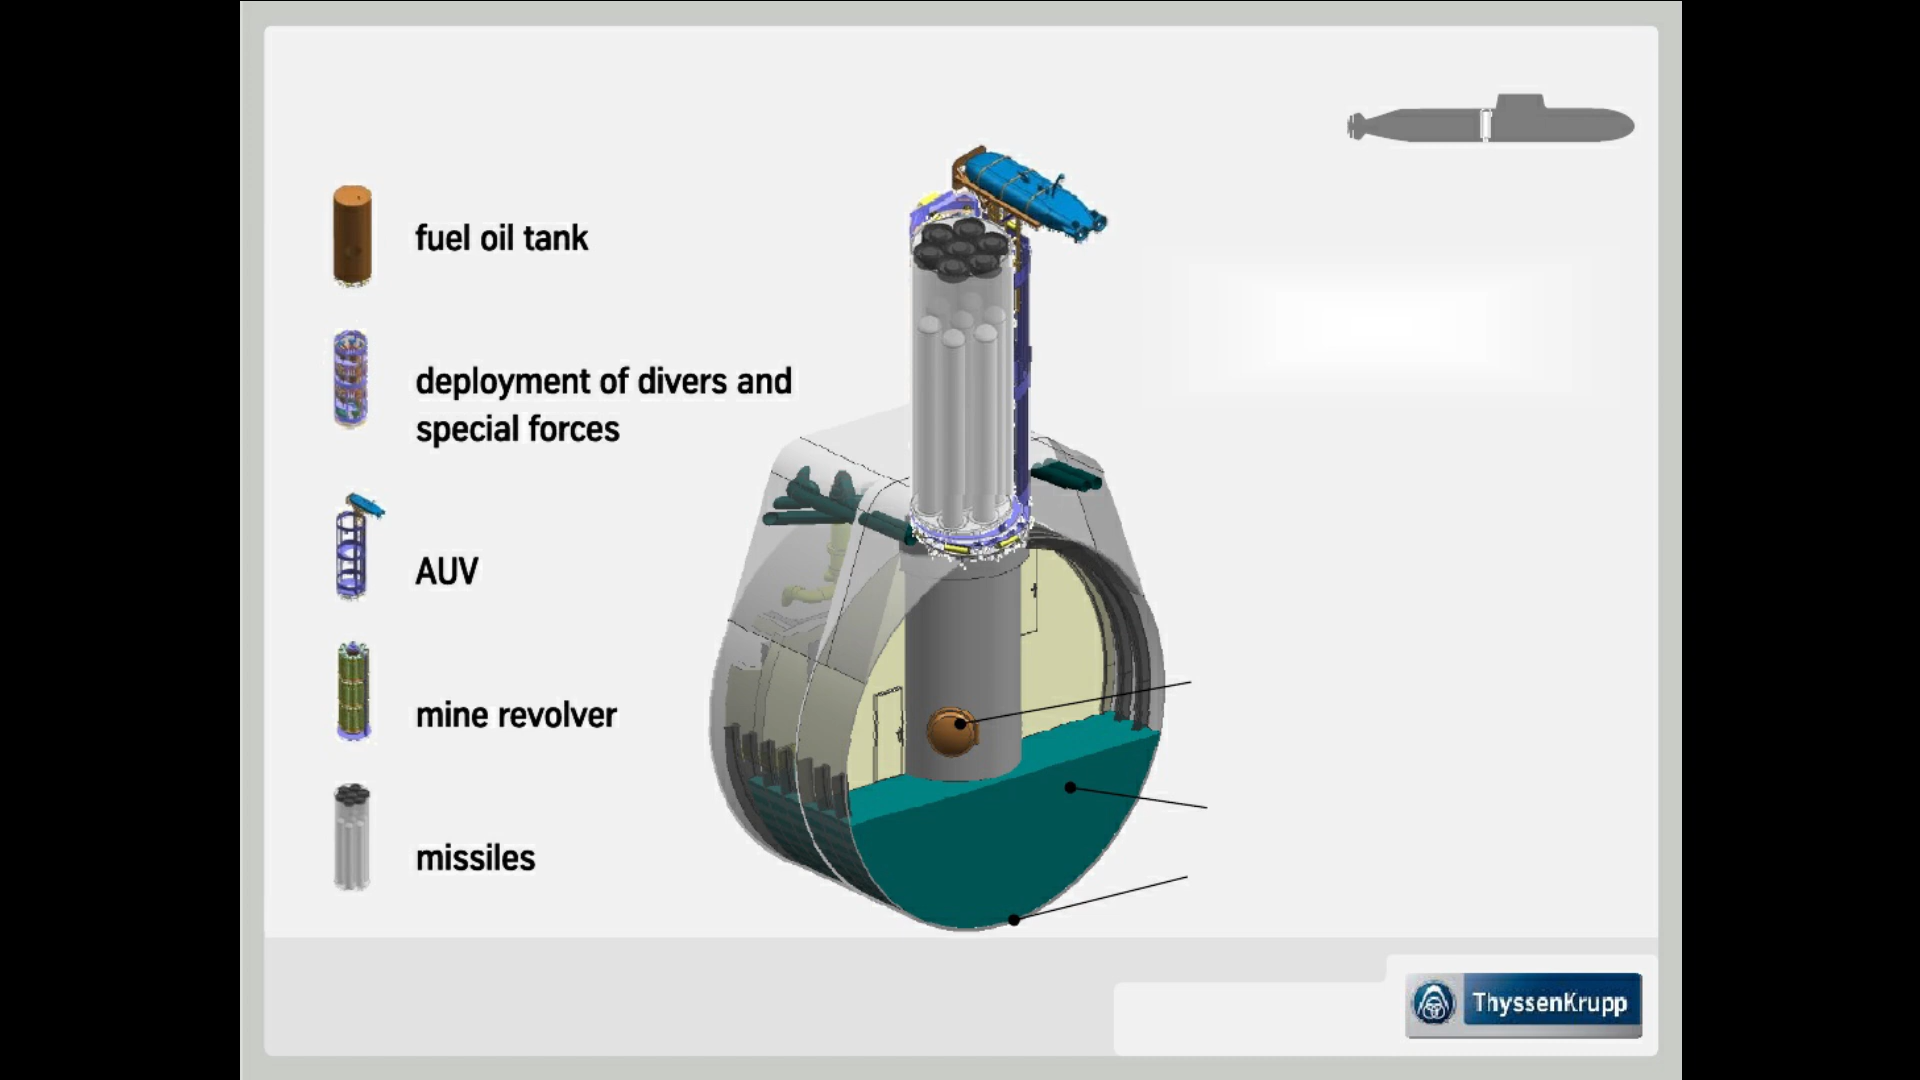 fuel oil tank
deployment of divers and
special forces
AUV
mine revolver
missiles
ThyssenKrupp